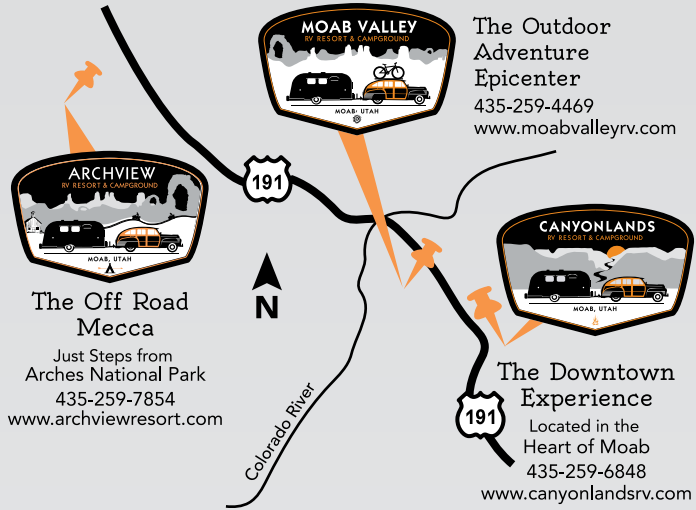 MOAB VALLEY
RV RESORT & CAMPGROUND
MOAB• UTAH
The Outdoor
Adventure
Epicenter
435-259-4469
www.moabvalleyrv.com
ARCHVIEW
RV RESORT & CAMPGROUND
MOAB, UTAH
The Off Road
Mecca
Just Steps from
Arches National Park
435-259-7854
www.archviewresort.com
191
N
Colorado River
CANYONLANDS
RV RESORT & CAMPGROUND
MOAB, UTAH
The Downtown
Experience
Located in the
Heart of Moab
435-259-6848
www.canyonlandsrv.com
191